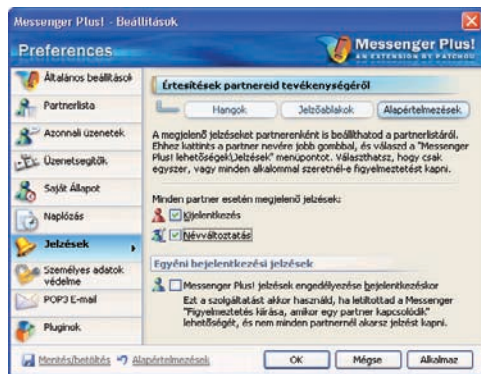 Messenger Plus! - Beállítások
Preferences
Messenger Plus!
AN EXTENSION BY PATCHOU
Általános beállítások
Partnerlista
Azonnali üzenetek
Üzenetsegítők
Saját Állapot
Naplózás
Jelzések
Személyes adatok
védelme
POP3 E-mail
Pluginok
Értesítések partnereid tevékenységéről
Hangok
Jelzőablakok
Alapértelmezések
A megjelenő jelzéseket partnerenként is beállíthatod a partnerlistáról.
Ehhez kattints a partner nevére jobb gombbal, és válaszd a "Messenger
Plus! lehetőségek\Jelzések" menüpontot. Választhatsz, hogy csak
egyszer, vagy minden alkalommal szeretnél-e figyelmeztetést kapni.
Minden partner esetén megjelenő jelzések:
Kijelentkezés
Névváltoztatás
Egyéni bejelentkezési jelzések
Messenger Plus! jelzések engedélyezése bejelentkezéskor
Ezt a szolgáltatást akkor használd, ha letiltottad a Messenger
"Figyelmeztetés kiírása, amikor egy partner kapcsolódik"
lehetőségét, és nem minden partnernél akarsz jelzést kapni.
Mentés/betöltés
Alapértelmezések
OK
Mégse
Alkalmaz